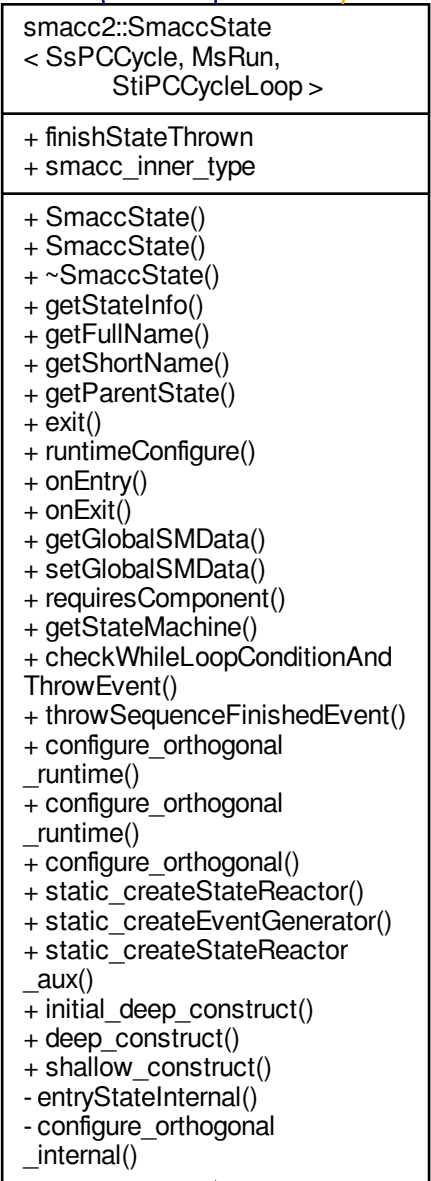 smacc2::SmaccState
< SsPCCycle, MsRun,
StiPCCycleLoop >
+ finishStateThrown
+ smacc_inner_type
+ SmaccState()
+ SmaccState()
+ ~SmaccState()
+ getStateInfo()
+ getFullName()
+ getShortName()
+ getParentState()
+ exit()
+ runtimeConfigure()
+ onEntry()
+ onExit()
+ getGlobalSMData()
+ setGlobalSMData()
+ requiresComponent()
+ getStateMachine()
+ checkWhileLoopConditionAnd
ThrowEvent()
+ throwSequenceFinishedEvent()
+ configure_orthogonal
_runtime()
+ configure_orthogonal
_runtime()
+ configure_orthogonal()
+ static_createStateReactor()
+ static_createEventGenerator()
+ static_createStateReactor
_aux()
+ initial_deep_construct()
+ deep_construct()
+ shallow_construct()
- entryStateInternal()
- configure_orthogonal
_internal()